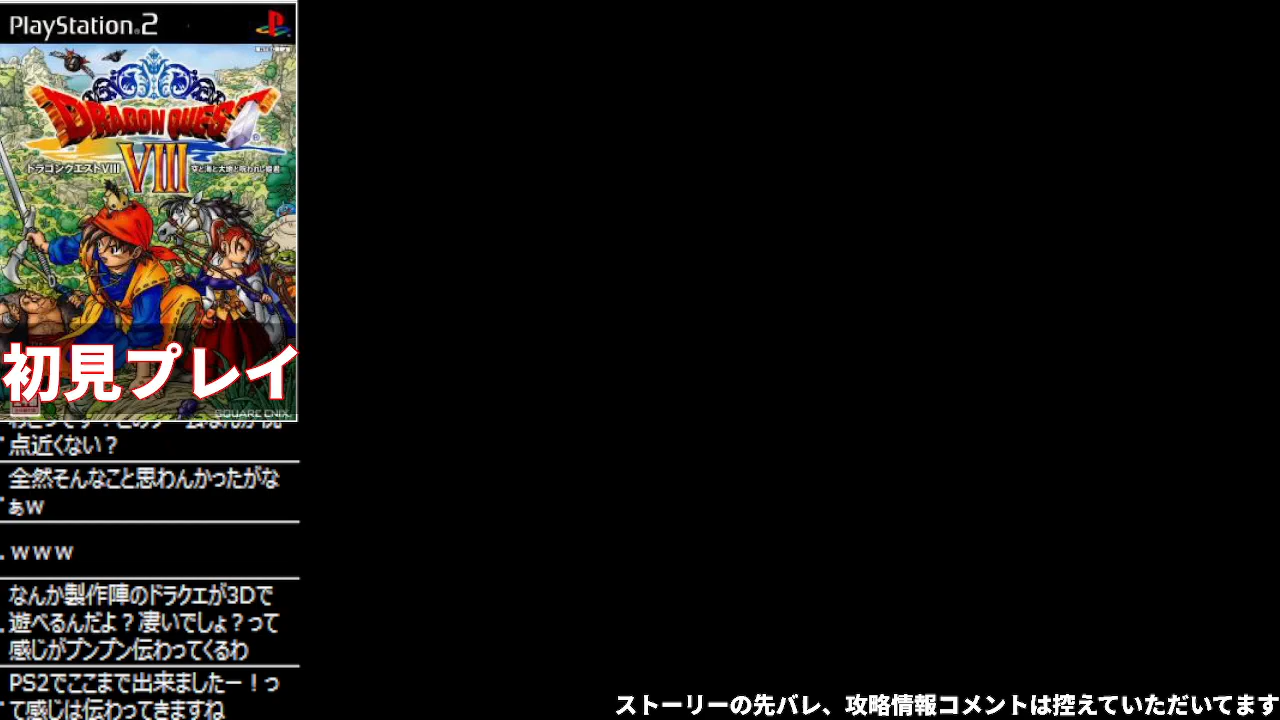 PlayStation.2
DRAGON QUEST
VIII
ドラゴンクエストVIII
空と海と大地と呪われし姫君
初見プレイ
SQUARE ENIX.
点近くない？
全然そんなこと思わんかったがな
ぁw
www
なんか製作陣のドラクエが3Dで
遊べるんだよ？凄いでしょ？って
感じがプンプン伝わってくるわ
PS2でここまで出来ましたー！っ
て感じは伝わってきますね
ストーリーの先バレ、攻略情報コメントは控えていただいてます